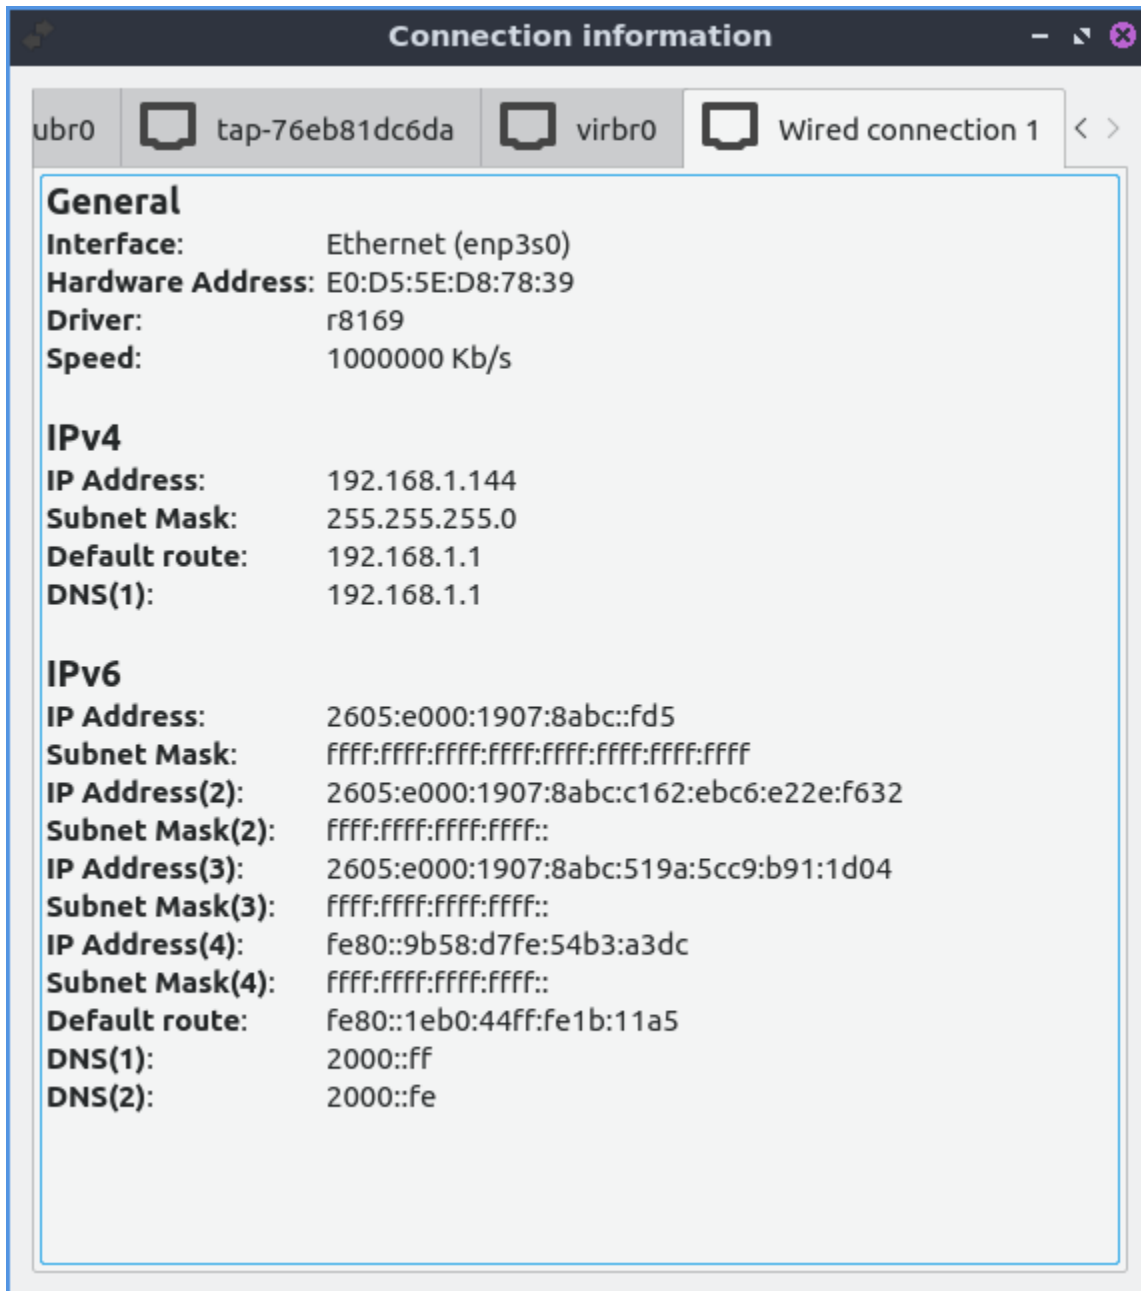 Connection information
ubr0 tap-76eb81dc6da virbr0 Wired connection 1
General
Interface: Ethernet (enp3s0)
Hardware Address: E0:D5:5E:D8:78:39
Driver: r8169
Speed: 1000000 Kb/s
IPv4
IP Address: 192.168.1.144
Subnet Mask: 255.255.255.0
Default route: 192.168.1.1
DNS(1): 192.168.1.1
IPv6
IP Address: 2605:e000:1907:8abc::fd5
Subnet Mask: ffff:ffff:ffff:ffff:ffff:ffff:ffff:ffff
IP Address(2): 2605:e000:1907:8abc:c162:ebc6:e22e:f632
Subnet Mask(2): ffff:ffff:ffff:ffff::
IP Address(3): 2605:e000:1907:8abc:519a:5cc9:b91:1d04
Subnet Mask(3): ffff:ffff:ffff:ffff::
IP Address(4): fe80::9b58:d7fe:54b3:a3dc
Subnet Mask(4): ffff:ffff:ffff:ffff::
Default route: fe80::1eb0:44ff:fe1b:11a5
DNS(1): 2000::ff
DNS(2): 2000::fe